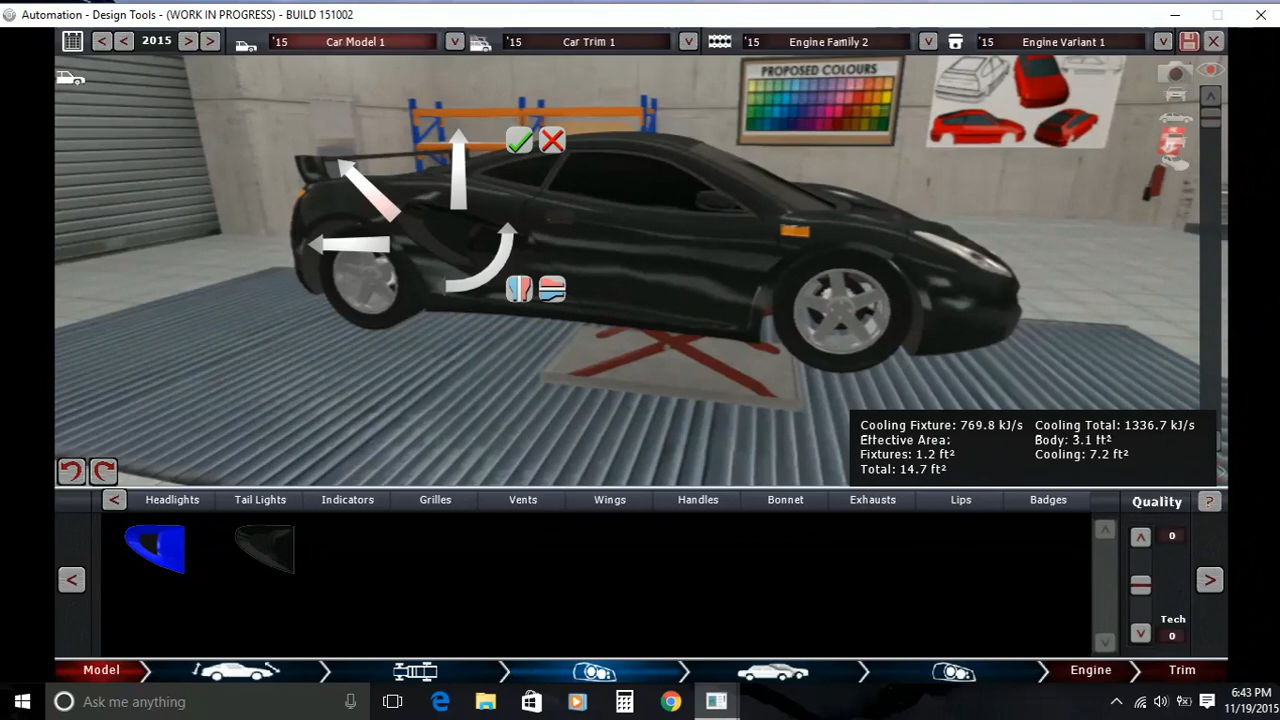 Automation - Design Tools - (WORK IN PROGRESS) - BUILD 151002
2015
'15 Car Model 1
'15 Car Trim 1
'15 Engine Family 2
'15 Engine Variant 1
PROPOSED COLOURS
Cooling Fixture: 769.8 kJ/s Cooling Total: 1336.7 kJ/s
Effective Area: Body: 3.1 ft²
Fixtures: 1.2 ft² Cooling: 7.2 ft²
Total: 14.7 ft²
Headlights Tail Lights Indicators Grilles Vents Wings Handles Bonnet Exhausts Lips Badges Quality ?
0
Tech
0
Model Engine Trim
Ask me anything
6:43 PM
11/19/2015